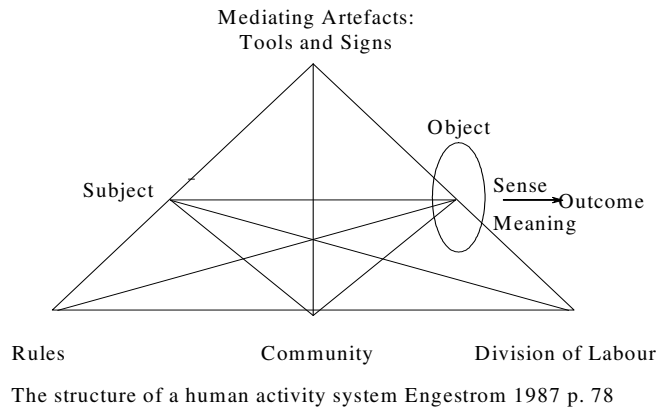 Mediating Artefacts:
Tools and Signs
Object
Subject
Sense
Outcome
Meaning
Rules
Community
Division of Labour
The structure of a human activity system Engestrom 1987 p. 78